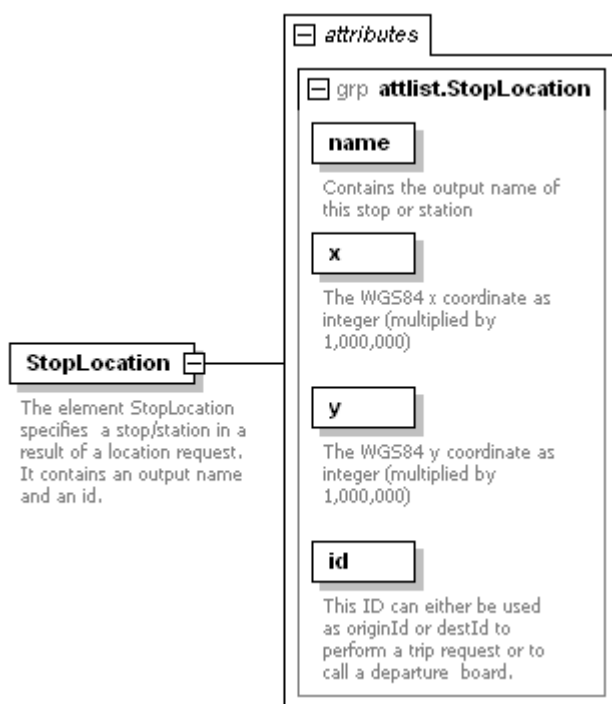 attributes
grp attlist.StopLocation
name
Contains the output name of
this stop or station
x
The WGS84 x coordinate as
integer (multiplied by
1,000,000)
StopLocation
The element StopLocation
specifies a stop/station in a
result of a location request.
It contains an output name
and an id.
y
The WGS84 y coordinate as
integer (multiplied by
1,000,000)
id
This ID can either be used
as originId or destId to
perform a trip request or to
call a departure board.